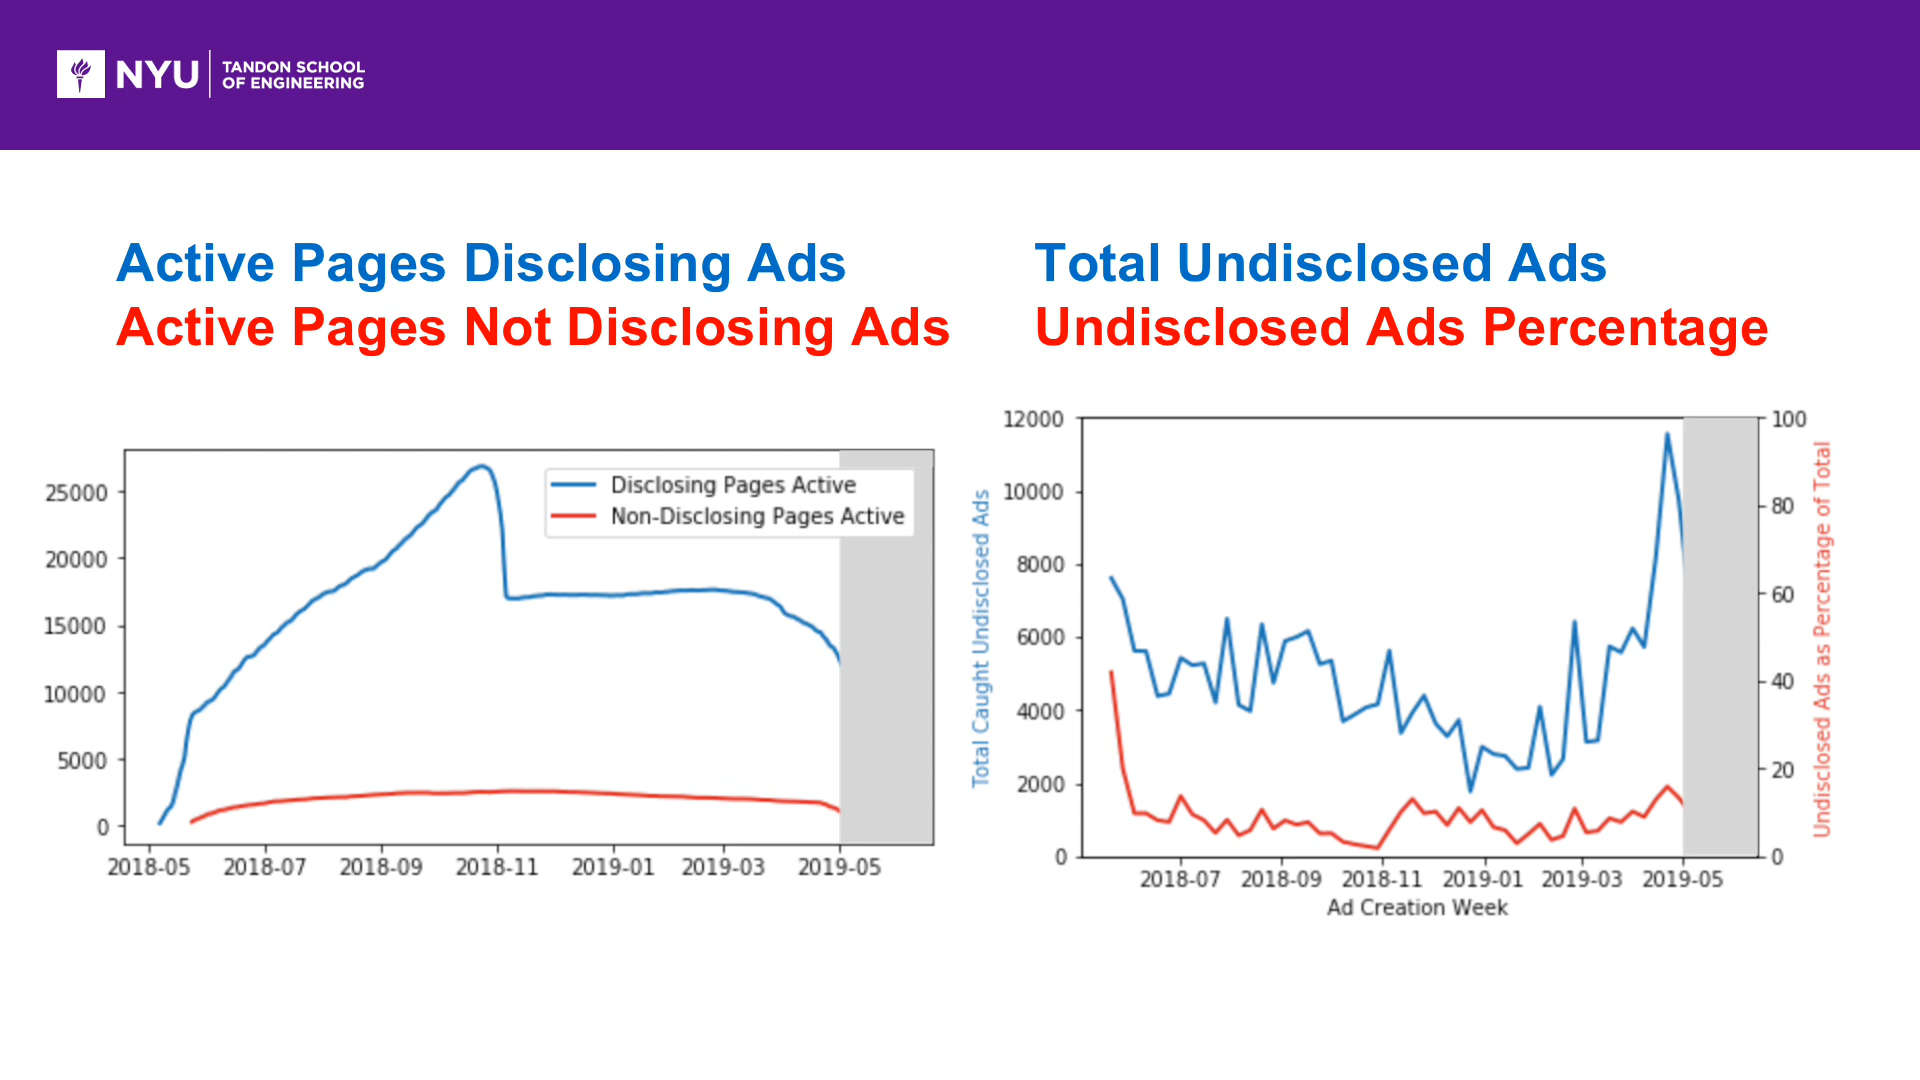 NYU
TANDON SCHOOL
OF ENGINEERING
Active Pages Disclosing Ads
Active Pages Not Disclosing Ads
25000
20000
15000
10000
5000
0
Disclosing Pages Active
Non-Disclosing Pages Active
2018-05 2018-07 2018-09 2018-11 2019-01 2019-03 2019-05
Total Undisclosed Ads
Undisclosed Ads Percentage
Total Caught Undisclosed Ads
12000
10000
8000
6000
4000
2000
0
100
80
60
40
20
0
Undisclosed Ads as Percentage of Total
2018-07 2018-09 2018-11 2019-01 2019-03 2019-05
Ad Creation Week